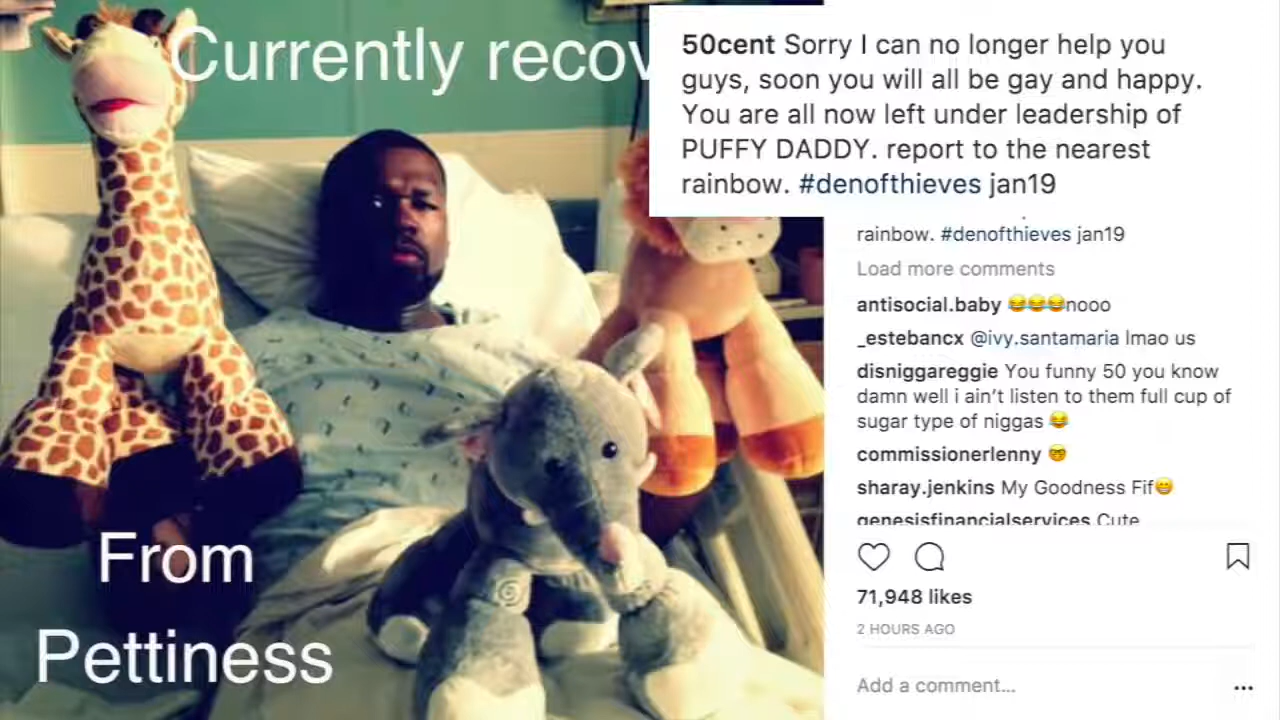 Currently recov
From
Pettiness
50cent Sorry I can no longer help you
guys, soon you will all be gay and happy.
You are all now left under leadership of
PUFFY DADDY. report to the nearest
rainbow. #denofthieves jan19
rainbow. #denofthieves jan19
Load more comments
antisocial.baby 😂😂😂nooo
_estebancx @ivy.santamaria lmao us
disniggareggie You funny 50 you know
damn well i ain't listen to them full cup of
sugar type of niggas 😂
commissionerlenny 🤓
sharay.jenkins My Goodness Fif😁
genesisfinancialservices Cute
71,948 likes
2 HOURS AGO
Add a comment...